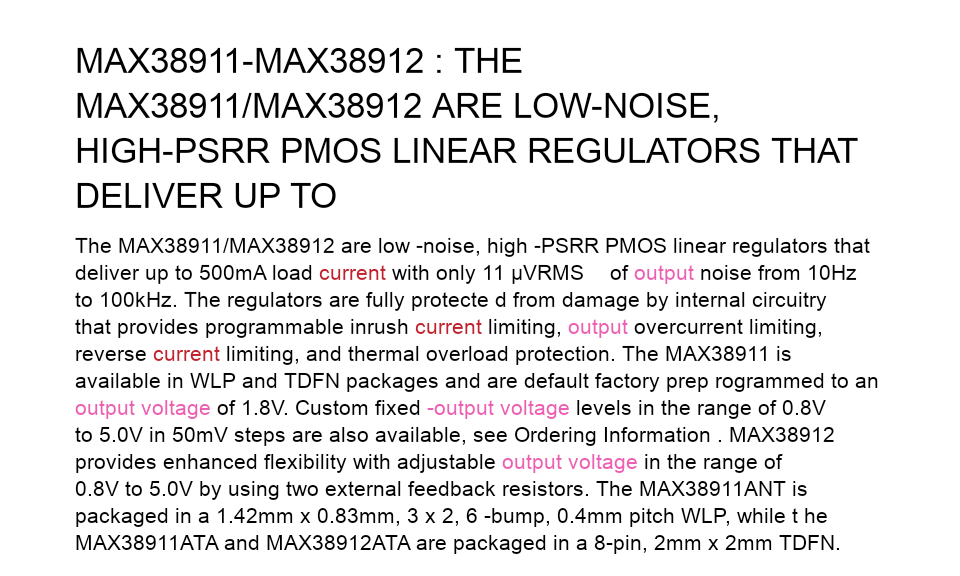 MAX38911-MAX38912 : THE
MAX38911/MAX38912 ARE LOW-NOISE,
HIGH-PSRR PMOS LINEAR REGULATORS THAT
DELIVER UP TO
The MAX38911/MAX38912 are low -noise, high -PSRR PMOS linear regulators that
deliver up to 500mA load current with only 11 μVRMS of output noise from 10Hz
to 100kHz. The regulators are fully protecte d from damage by internal circuitry
that provides programmable inrush current limiting, output overcurrent limiting,
reverse current limiting, and thermal overload protection. The MAX38911 is
available in WLP and TDFN packages and are default factory prep rogrammed to an
output voltage of 1.8V. Custom fixed -output voltage levels in the range of 0.8V
to 5.0V in 50mV steps are also available, see Ordering Information . MAX38912
provides enhanced flexibility with adjustable output voltage in the range of
0.8V to 5.0V by using two external feedback resistors. The MAX38911ANT is
packaged in a 1.42mm x 0.83mm, 3 x 2, 6 -bump, 0.4mm pitch WLP, while t he
MAX38911ATA and MAX38912ATA are packaged in a 8-pin, 2mm x 2mm TDFN.